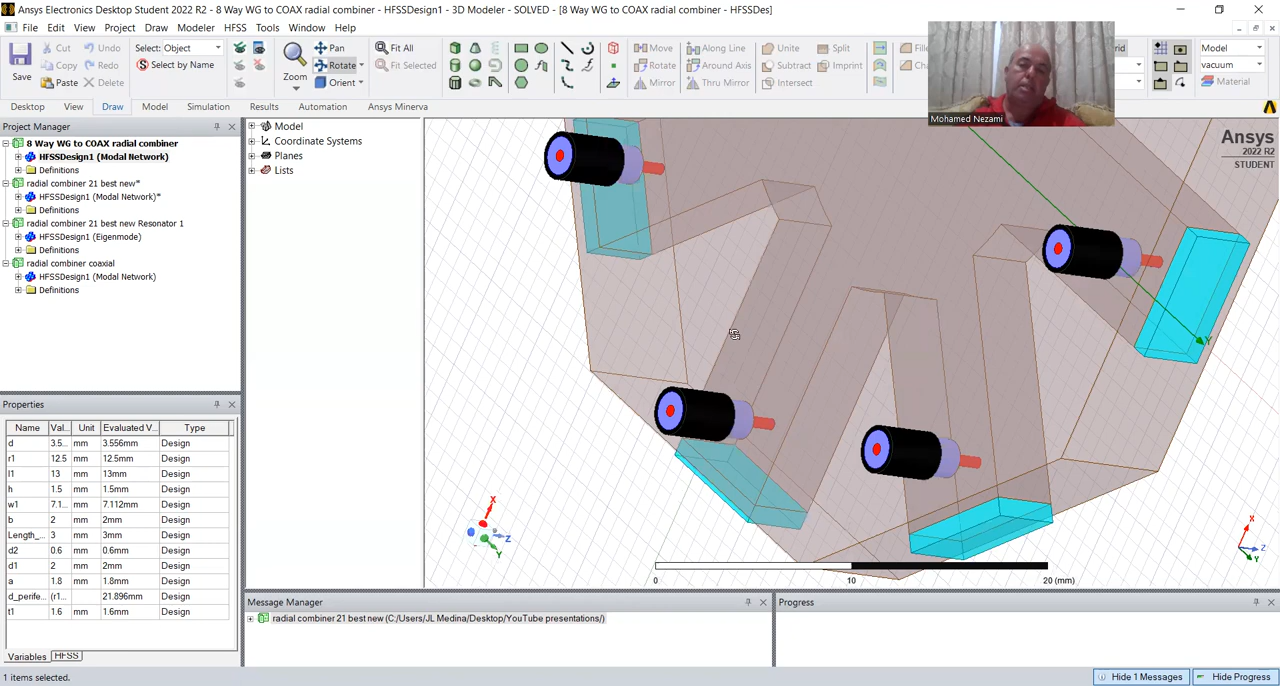 Ansys Electronics Desktop Student 2022 R2 - 8 Way WG to COAX radial combiner - HFSSDesign1 - 3D Modeler - SOLVED - [8 Way WG to COAX radial combiner - HFSSDes]
File Edit View Project Draw Modeler HFSS Tools Window Help
Save
Cut Undo
Copy Redo
Paste Delete
Select: Object
Select by Name
Zoom
Pan
Rotate
Orient
Fit All
Fit Selected
Move Along Line
Rotate Around Axis
Mirror Thru Mirror
Unite Split
Subtract Imprint
Intersect
Model
vacuum
Material
Desktop View Draw Model Simulation Results Automation Ansys Minerva
Mohamed Nezami
Project Manager
8 Way WG to COAX radial combiner
HFSSDesign1 (Modal Network)
Definitions
radial combiner 21 best new*
HFSSDesign1 (Modal Network)*
Definitions
radial combiner 21 best new Resonator 1
HFSSDesign1 (Eigenmode)
Definitions
radial combiner coaxial
HFSSDesign1 (Modal Network)
Definitions
Model
Coordinate Systems
Planes
Lists
Ansys
2022 R2
STUDENT
Properties
Name Val... Unit Evaluated V... Type
d 3.5... mm 3.556mm Design
r1 12.5 mm 12.5mm Design
l1 13 mm 13mm Design
h 1.5 mm 1.5mm Design
w1 7.1... mm 7.112mm Design
b 2 mm 2mm Design
Length_... 3 mm 3mm Design
d2 0.6 mm 0.6mm Design
d1 2 mm 2mm Design
a 1.8 mm 1.8mm Design
d_perife... (r1... 21.896mm Design
t1 1.6 mm 1.6mm Design
Variables HFSS
X
Z
Y
Y
X
Z
Y
0 10 20 (mm)
Message Manager
radial combiner 21 best new (C:/Users/JL Medina/Desktop/YouTube presentations/)
Progress
1 items selected.
Hide 1 Messages Hide Progress